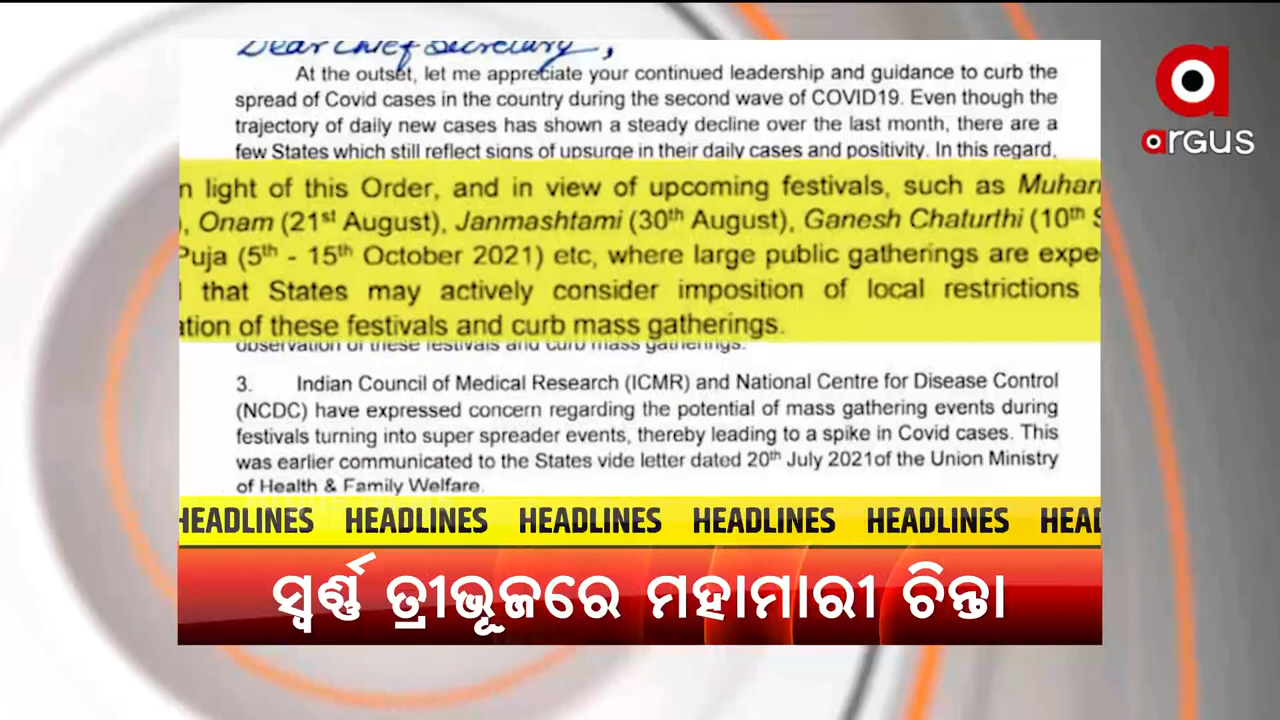 Dear Chief Secretary,
At the outset, let me appreciate your continued leadership and guidance to curb the
spread of Covid cases in the country during the second wave of COVID19. Even though the
trajectory of daily new cases has shown a steady decline over the last month, there are a
few States which still reflect signs of upsurge in their daily cases and positivity. In this regard,
n light of this Order, and in view of upcoming festivals, such as Muhar
), Onam (21st August), Janmashtami (30th August), Ganesh Chaturthi (10th S
Puja (5th - 15th October 2021) etc, where large public gatherings are expe
that States may actively consider imposition of local restrictions
ation of these festivals and curb mass gatherings.
observation of these festivals and curb mass gatherings.
3. Indian Council of Medical Research (ICMR) and National Centre for Disease Control
(NCDC) have expressed concern regarding the potential of mass gathering events during
festivals turning into super spreader events, thereby leading to a spike in Covid cases. This
was earlier communicated to the States vide letter dated 20th July 2021of the Union Ministry
of Health & Family Welfare.
HEADLINES HEADLINES HEADLINES HEADLINES HEADLINES HEAD
ସ୍ୱର୍ଣ୍ଣ ତ୍ରୀଭୂଜରେ ମହାମାରୀ ଚିନ୍ତା
a
argus